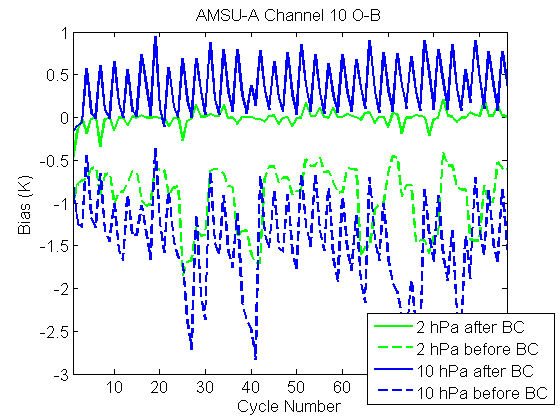 AMSU-A Channel 10 O-B
1
0.5
0
-0.5
-1
-1.5
-2
-2.5
-3
Bias (K)
10 20 30 40 50 60
Cycle Number
2 hPa after BC
2 hPa before BC
10 hPa after BC
10 hPa before BC